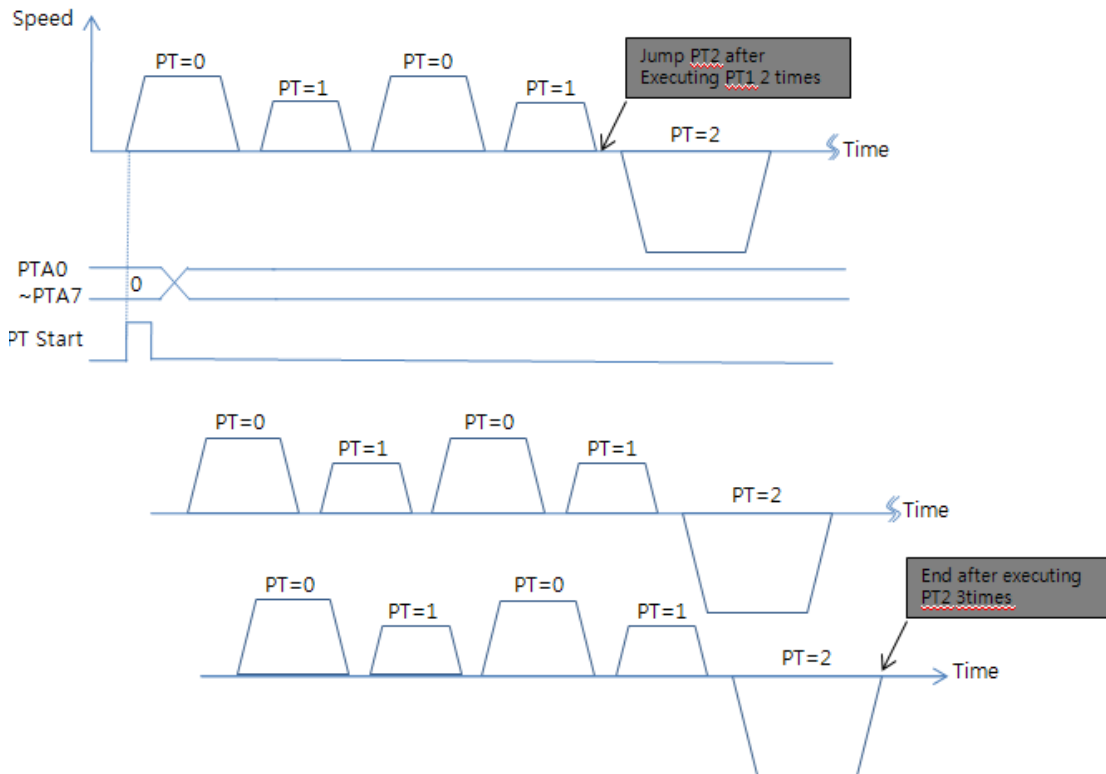 Speed
PT=0
PT=1
PT=0
PT=1
Jump PT2 after
Executing PT1 2 times
PT=2
Time
PTA0
~PTA7
0
PT Start
PT=0
PT=1
PT=0
PT=1
PT=2
Time
PT=0
PT=1
PT=0
PT=1
PT=2
End after executing
PT2 3times
Time